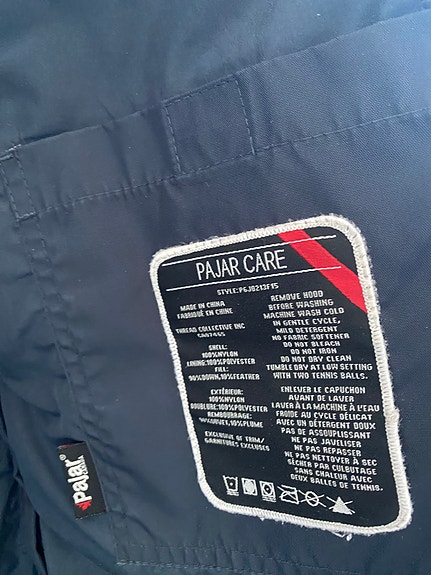 PAJAR CARE
STYLE:P6J0213F15
MADE IN CHINA
FABRIQUÉ EN CHINE
THREAD COLLECTIVE INC
SHELL:
100%NYLON
LINING:100%POLYESTER
FILL:
90%DOWN,10%FEATHER
EXTÉRIEUR:
100%NYLON
DOUBLURE:100%POLYESTER
REMBOURRAGE:
90%DUVET,10%PLUME
EXCLUSIVE OF TRIM/
GARNITURES EXCLUSES
REMOVE HOOD
BEFORE WASHING
MACHINE WASH COLD
IN GENTLE CYCLE,
MILD DETERGENT
NO FABRIC SOFTENER
DO NOT BLEACH
DO NOT IRON
DO NOT DRY CLEAN
TUMBLE DRY AT LOW SETTING
WITH TWO TENNIS BALLS.
ENLEVER LE CAPUCHON
AVANT DE LAVER
LAVER À LA MACHINE À L'EAU
FROIDE AU CYCLE DÉLICAT
AVEC UN DÉTERGENT DOUX
PAS DE ASSOUPLISSANT
NE PAS JAVELISER
NE PAS REPASSER
NE PAS NETTOYER À SEC
SÉCHER PAR CULBUTAGE
SANS CHALEUR AVEC
DEUX BALLES DE TENNIS.
Pajar